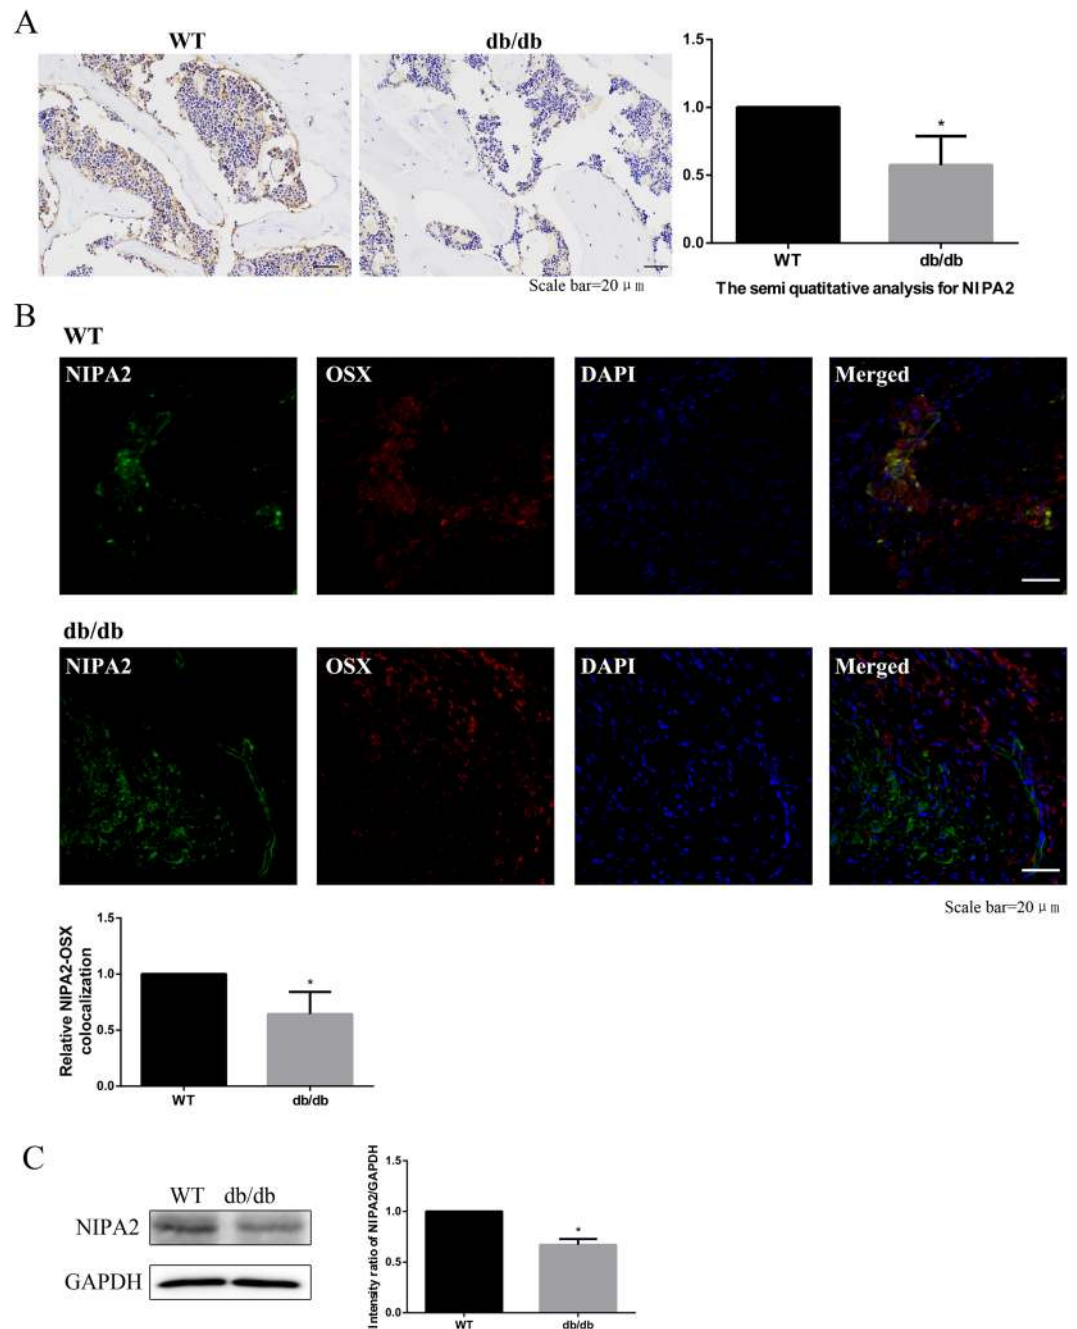 A
WT
db/db
Scale bar=20 μm
1.5
1.0
0.5
0.0
*
WT
db/db
The semi quatitative analysis for NIPA2
B
WT
NIPA2
OSX
DAPI
Merged
db/db
NIPA2
OSX
DAPI
Merged
Scale bar=20 μm
Relative NIPA2-OSX
colocalization
1.5
1.0
0.5
0.0
*
WT
db/db
C
WT db/db
NIPA2
GAPDH
Intensity ratio of NIPA2/GAPDH
1.5
1.0
0.5
0.0
*
WT
db/db